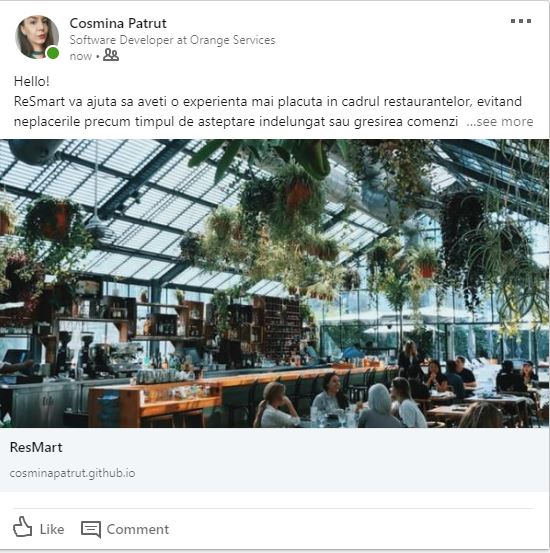 Cosmina Patrut
Software Developer at Orange Services
now •
Hello!
ReSmart va ajuta sa aveti o experienta mai placuta in cadrul restaurantelor, evitand
neplacerile precum timpul de asteptare indelungat sau gresirea comenzi ...see more
ResMart
cosminapatrut.github.io
Like Comment